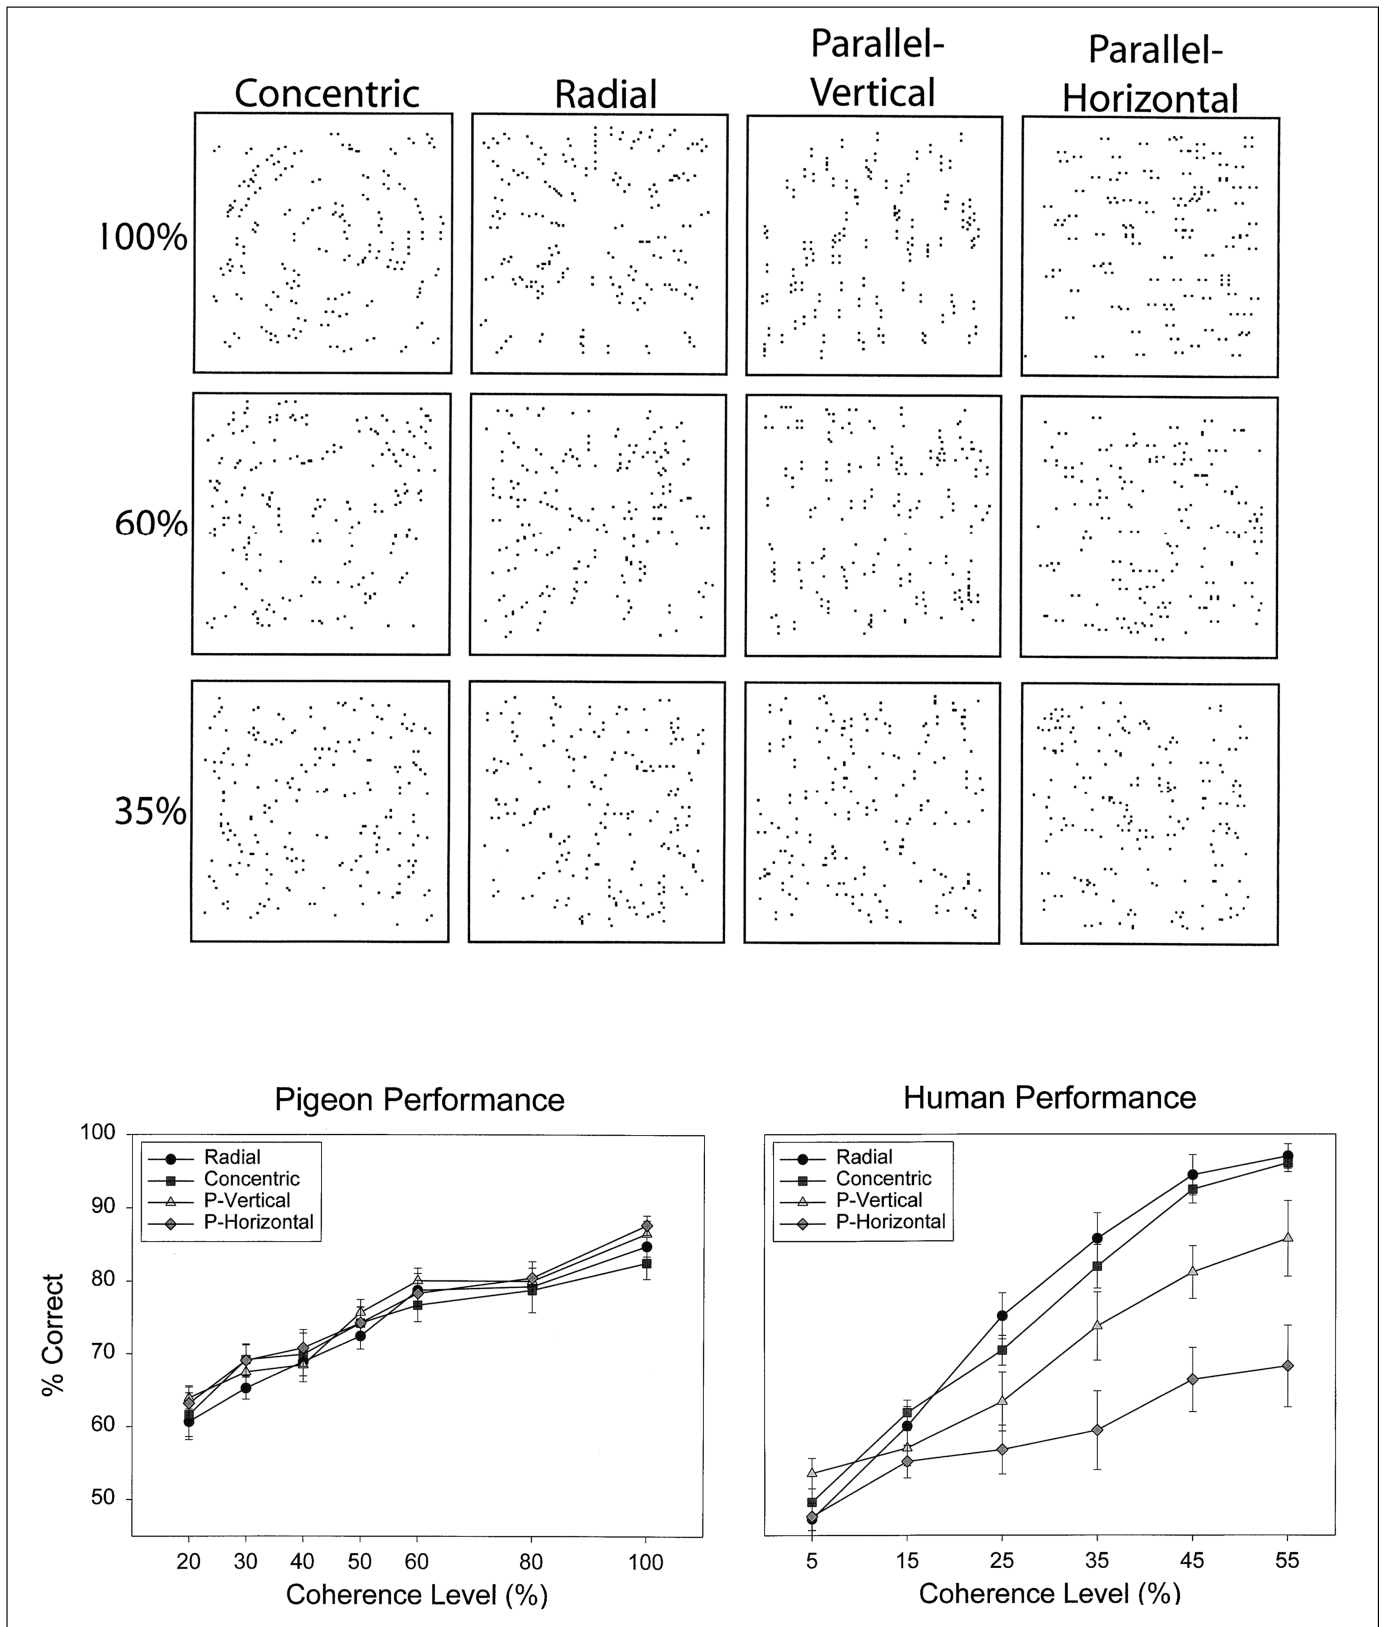 Concentric
Radial
Parallel-
Vertical
Parallel-
Horizontal
100%
60%
35%
Pigeon Performance
% Correct
100
90
80
70
60
50
Radial
Concentric
P-Vertical
P-Horizontal
20 30 40 50 60 80 100
Coherence Level (%)
Human Performance
Radial
Concentric
P-Vertical
P-Horizontal
5 15 25 35 45 55
Coherence Level (%)